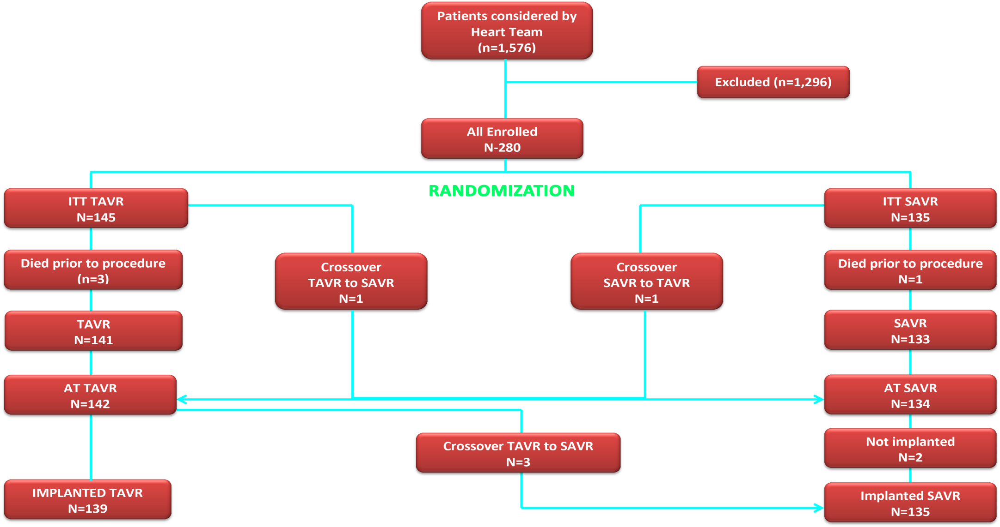 Patients considered by
Heart Team
(n=1,576)
Excluded (n=1,296)
All Enrolled
N-280
RANDOMIZATION
ITT TAVR
N=145
ITT SAVR
N=135
Died prior to procedure
(n=3)
Crossover
TAVR to SAVR
N=1
Crossover
SAVR to TAVR
N=1
Died prior to procedure
N=1
TAVR
N=141
SAVR
N=133
AT TAVR
N=142
AT SAVR
N=134
Crossover TAVR to SAVR
N=3
Not implanted
N=2
IMPLANTED TAVR
N=139
Implanted SAVR
N=135